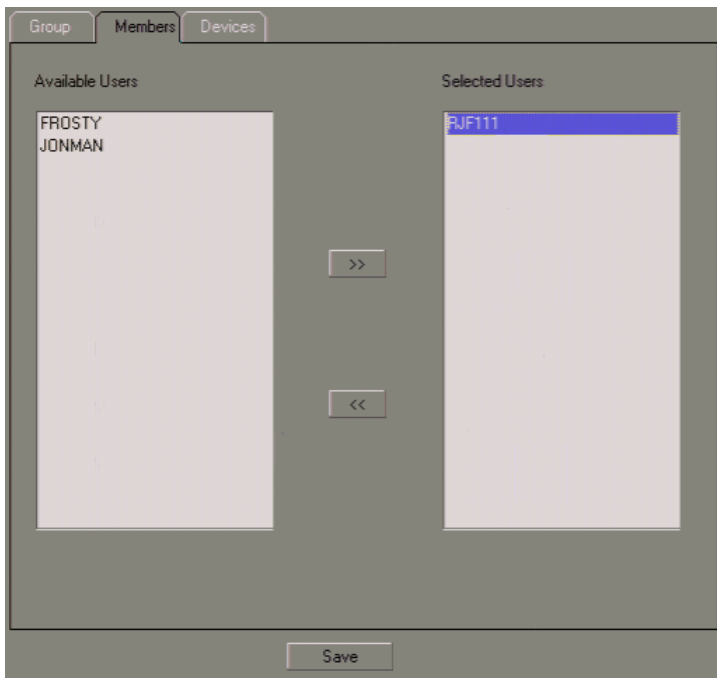 Group Members Devices
Available Users Selected Users
FROSTY RJF111
JONMAN
>>
<<
Save